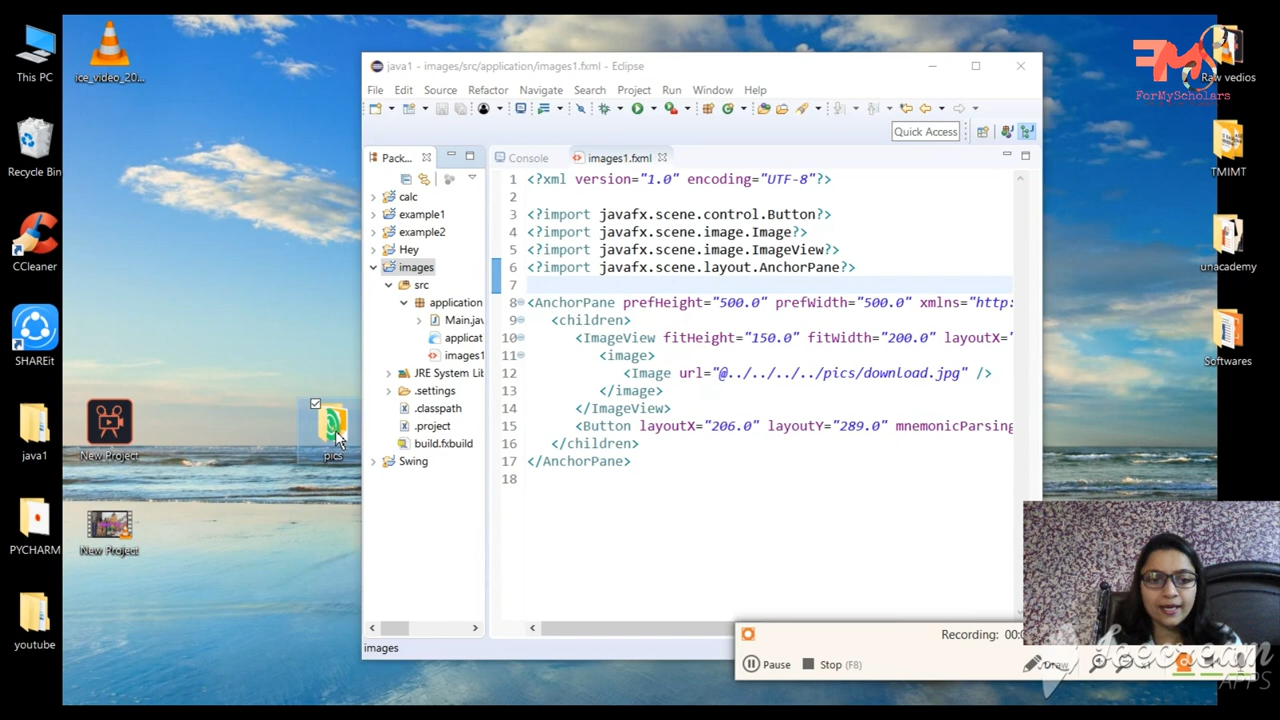 This PC
ice_video_20...
Recycle Bin
CCleaner
SHAREit
java1
New Project
pics
PYCHARM
New Project
youtube
java1 - images/src/application/images1.fxml - Eclipse
File Edit Source Refactor Navigate Search Project Run Window Help
Quick Access
Pack...
calc
example1
example2
Hey
images
src
application
Main.jav
applicat
images1
JRE System Lib
.settings
.classpath
.project
build.fxbuild
Swing
images
Console images1.fxml
1 <?xml version="1.0" encoding="UTF-8"?>
2
3 <?import javafx.scene.control.Button?>
4 <?import javafx.scene.image.Image?>
5 <?import javafx.scene.image.ImageView?>
6 <?import javafx.scene.layout.AnchorPane?>
7
8 <AnchorPane prefHeight="500.0" prefWidth="500.0" xmlns="http:
9 <children>
10 <ImageView fitHeight="150.0" fitWidth="200.0" layoutX="
11 <image>
12 <Image url="@../../../../pics/download.jpg" />
13 </image>
14 </ImageView>
15 <Button layoutX="206.0" layoutY="289.0" mnemonicParsing
16 </children>
17 </AnchorPane>
18
FMS
ForMyScholars
Raw vedios
TMIMT
unacademy
Softwares
Recording: 00:0
Pause Stop (F8) Draw
Icecream
APPS